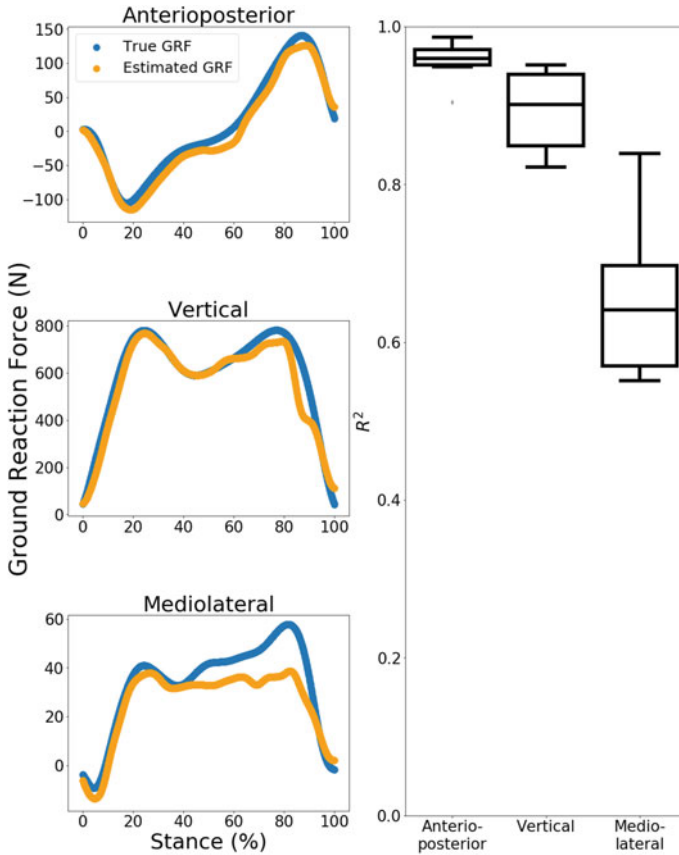 Anterioposterior
True GRF
Estimated GRF
150
100
50
0
−50
−100
0 20 40 60 80 100
Vertical
800
600
400
200
0
0 20 40 60 80 100
Mediolateral
60
40
20
0
0 20 40 60 80 100
Stance (%)
Ground Reaction Force (N)
R²
1.0
0.8
0.6
0.4
0.2
0.0
Anterio- Vertical Medio-
posterior lateral